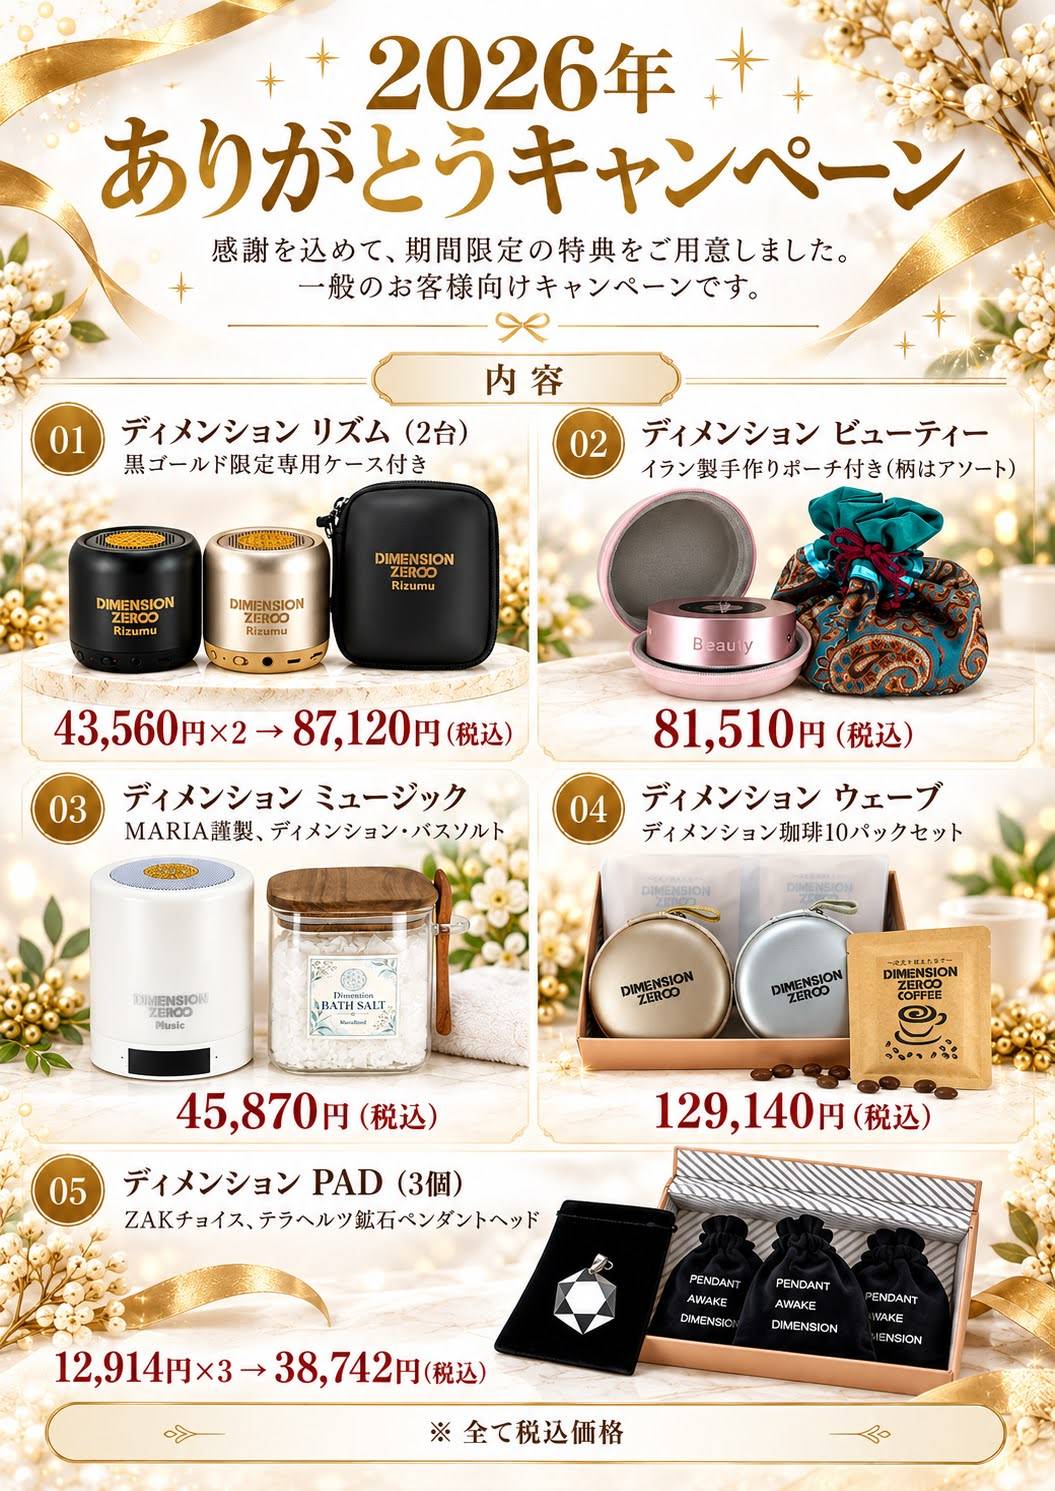 2026年
ありがとうキャンペーン
感謝を込めて、期間限定の特典をご用意しました。
一般のお客様向けキャンペーンです。
内容
01
ディメンション リズム（2台）
黒ゴールド限定専用ケース付き
DIMENSION
ZEROO
Rizumu
DIMENSION
ZEROO
Rizumu
DIMENSION
ZEROO
Rizumu
43,560円×2 → 87,120円（税込）
02
ディメンション ビューティー
イラン製手作りポーチ付き（柄はアソート）
Beauty
81,510円（税込）
03
ディメンション ミュージック
MARIA謹製、ディメンション・バスソルト
DIMENSION
ZEROO
Music
Dimention
BATH SALT
45,870円（税込）
04
ディメンション ウェーブ
ディメンション珈琲10パックセット
DIMENSION
ZEROO
DIMENSION
ZEROO
DIMENSION
ZEROO
DIMENSION
ZEROO
DIMENSION
ZEROO
COFFEE
129,140円（税込）
05
ディメンション PAD（3個）
ZAKチョイス、テラヘルツ鉱石ペンダントヘッド
PENDANT
AWAKE
DIMENSION
PENDANT
AWAKE
DIMENSION
PENDANT
AWAKE
MENSION
12,914円×3 → 38,742円（税込）
※ 全て税込価格